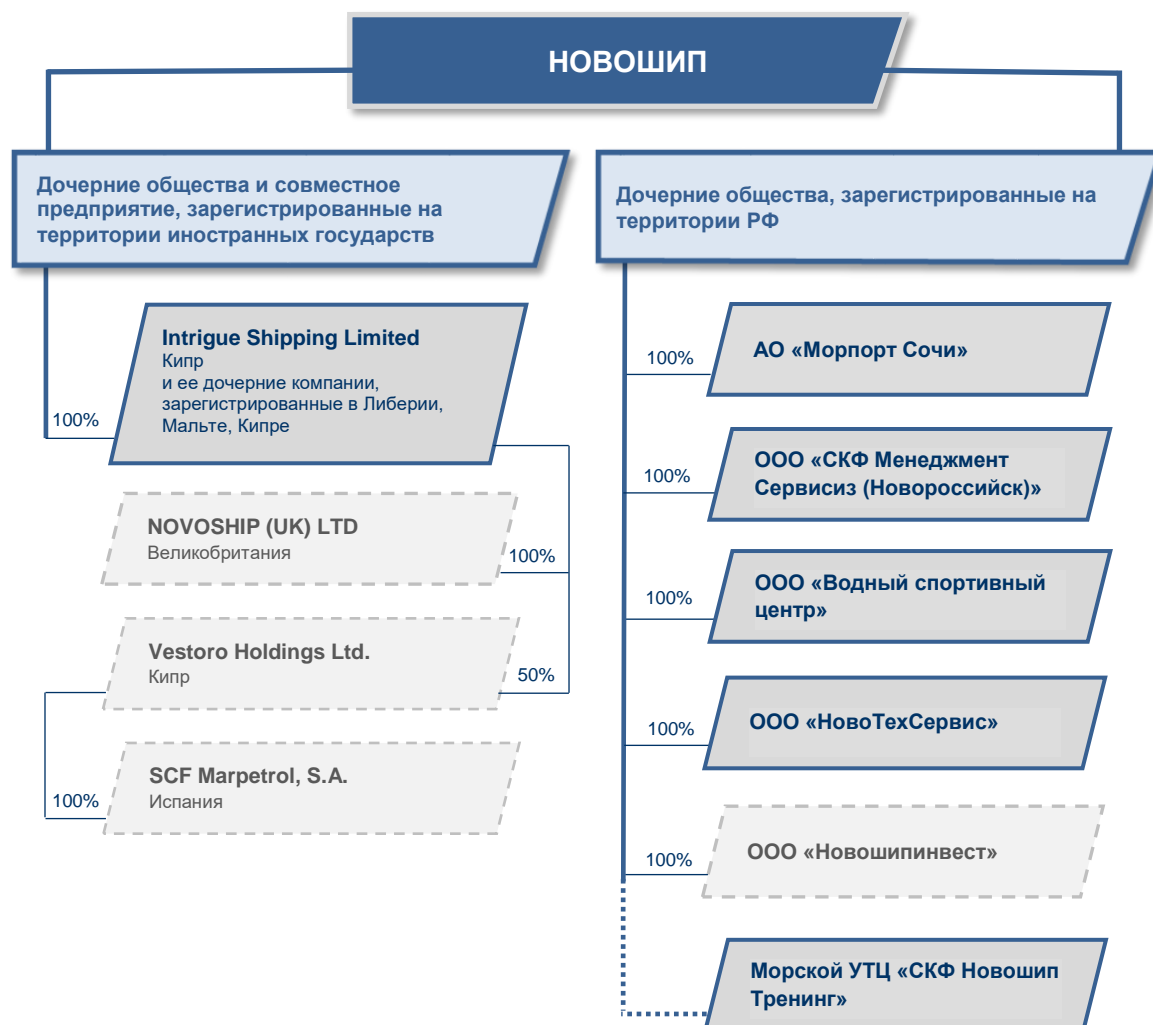 НОВОШИП
Дочерние общества и совместное
предприятие, зарегистрированные на
территории иностранных государств
Intrigue Shipping Limited
Кипр
и ее дочерние компании,
зарегистрированные в Либерии,
Мальте, Кипре
100%
NOVOSHIP (UK) LTD
Великобритания
100%
Vestoro Holdings Ltd.
Кипр
50%
SCF Marpetrol, S.A.
Испания
100%
Дочерние общества, зарегистрированные на
территории РФ
100%
АО «Морпорт Сочи»
100%
ООО «СКФ Менеджмент
Сервисиз (Новороссийск)»
100%
ООО «Водный спортивный
центр»
100%
ООО «НовоТехСервис»
100%
ООО «Новошипинвест»
Морской УТЦ «СКФ Новошип
Тренинг»